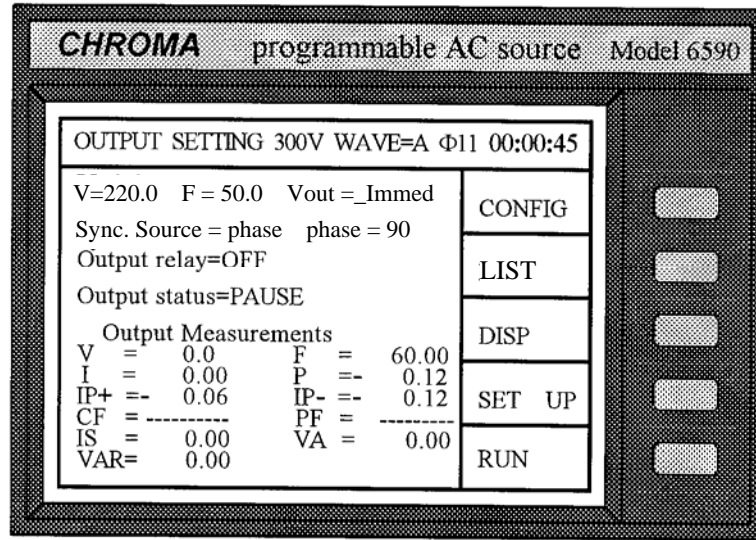 CHROMA programmable AC source Model 6590
OUTPUT SETTING 300V WAVE=A Φ11 00:00:45
V=220.0 F = 50.0 Vout =_Immed
Sync. Source = phase phase = 90
Output relay=OFF
Output status=PAUSE
Output Measurements
V = 0.0 F = 60.00
I = 0.00 P =- 0.12
IP+ =- 0.06 IP- =- 0.12
CF = ---------- PF = ---------
IS = 0.00 VA = 0.00
VAR= 0.00
CONFIG
LIST
DISP
SET UP
RUN